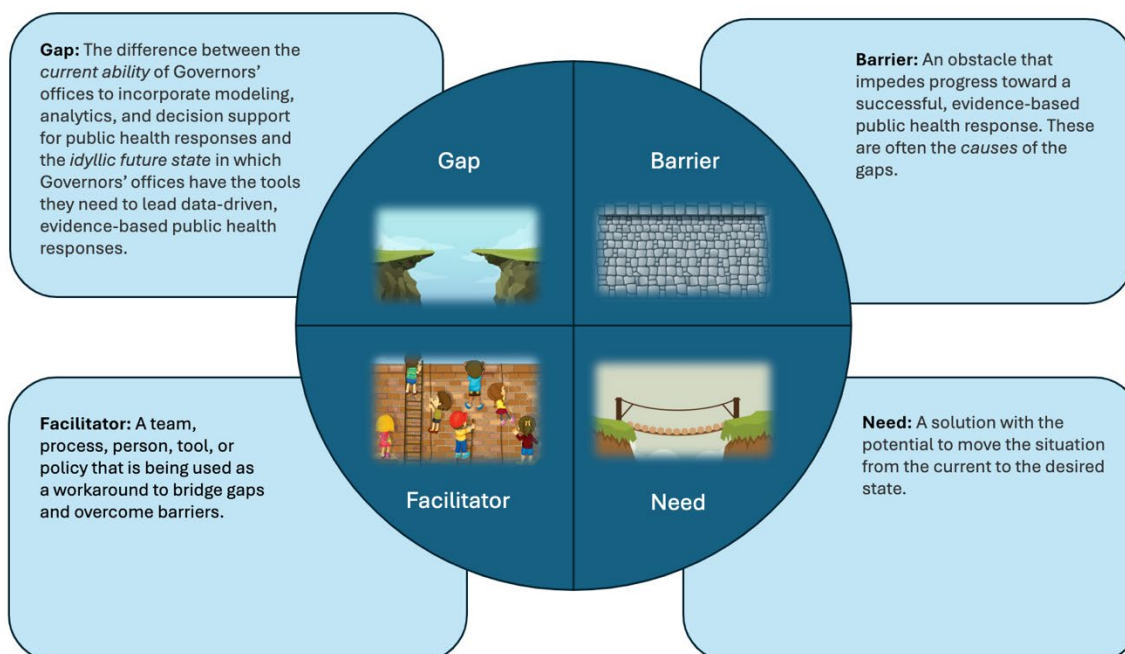 Gap: The difference between the
current ability of Governors’
offices to incorporate modeling,
analytics, and decision support
for public health responses and
the idyllic future state in which
Governors’ offices have the tools
they need to lead data-driven,
evidence-based public health
responses.
Gap
Barrier
Barrier: An obstacle that
impedes progress toward a
successful, evidence-based
public health response. These
are often the causes of the
gaps.
Facilitator: A team,
process, person, tool, or
policy that is being used as
a workaround to bridge gaps
and overcome barriers.
Facilitator
Need
Need: A solution with the
potential to move the situation
from the current to the desired
state.